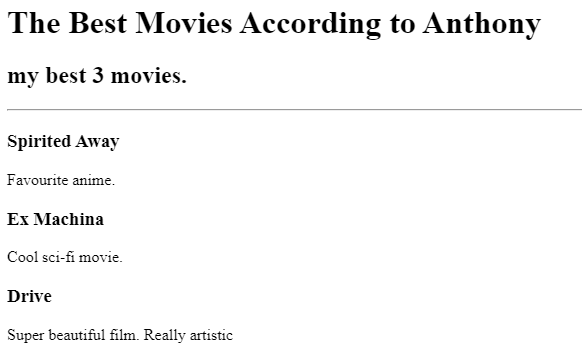 The Best Movies According to Anthony
my best 3 movies.
Spirited Away
Favourite anime.
Ex Machina
Cool sci-fi movie.
Drive
Super beautiful film. Really artistic